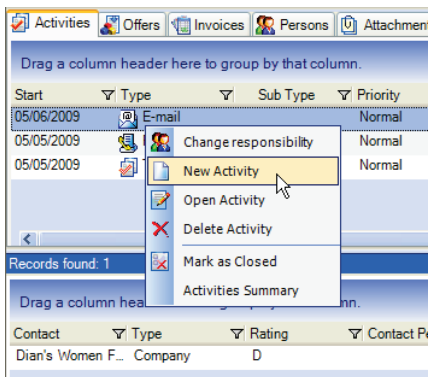 Activities Offers Invoices Persons Attachmen
Drag a column header here to group by that column.
Start Type Sub Type Priority
05/06/2009 E-mail Normal
05/05/2009 Normal
05/05/2009 Normal
Change responsibility
New Activity
Open Activity
Delete Activity
Mark as Closed
Activities Summary
Records found: 1
Drag a column hea mn.
Contact Type Rating Contact Pe
Dian's Women F... Company D